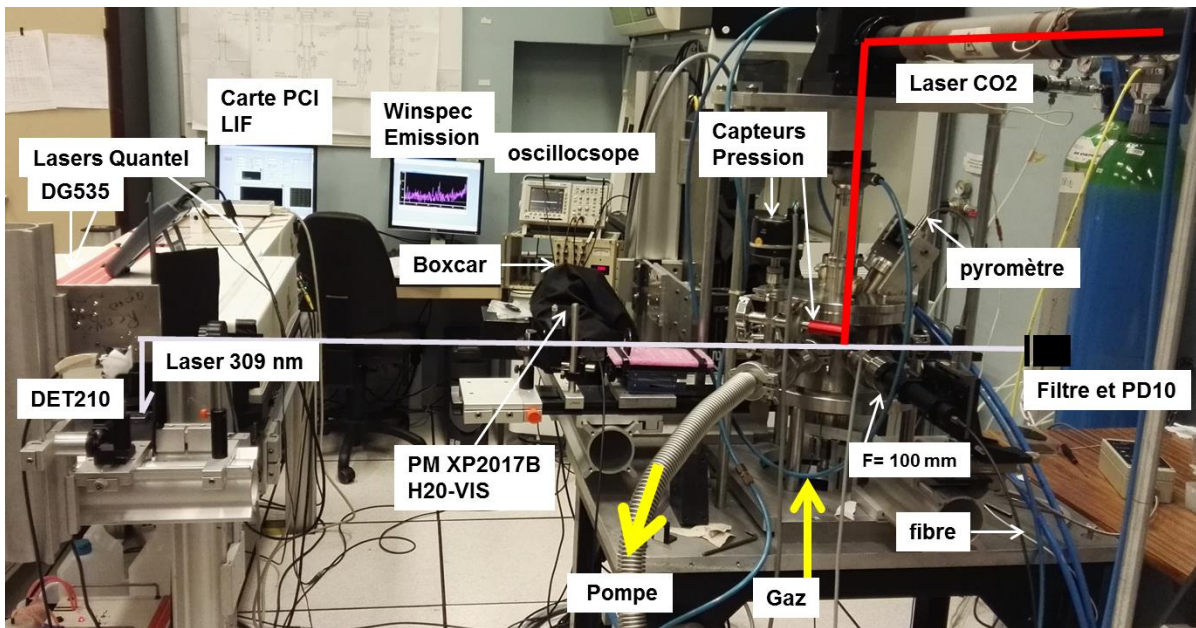 Carte PCI
LIF
Winspec
Emission
Laser CO2
Lasers Quantel
oscillocsope
Capteurs
Pression
DG535
Boxcar
pyromètre
Laser 309 nm
DET210
Filtre et PD10
PM XP2017B
H20-VIS
F= 100 mm
fibre
Pompe
Gaz